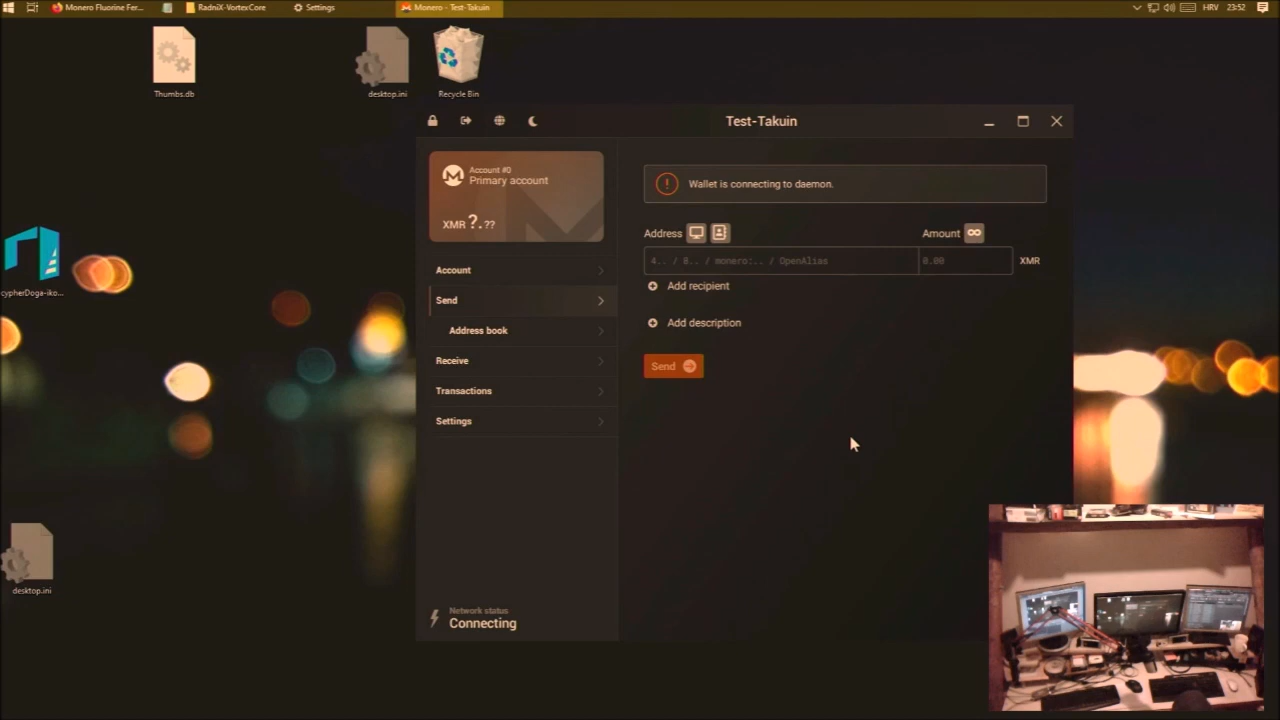 Monero Fluorine Fer...
RadniX-VortexCore
Settings
Monero - Test-Takuin
HRV
23:52
Thumbs.db
desktop.ini
Recycle Bin
Test-Takuin
Account #0
Primary account
XMR ?.??
Wallet is connecting to daemon.
Address
Amount
4.. / 8.. / monero:.. / OpenAlias
0.00
XMR
Add recipient
Add description
Send
Account
Send
Address book
Receive
Transactions
Settings
Network status
Connecting
cypherDoga-iko...
desktop.ini